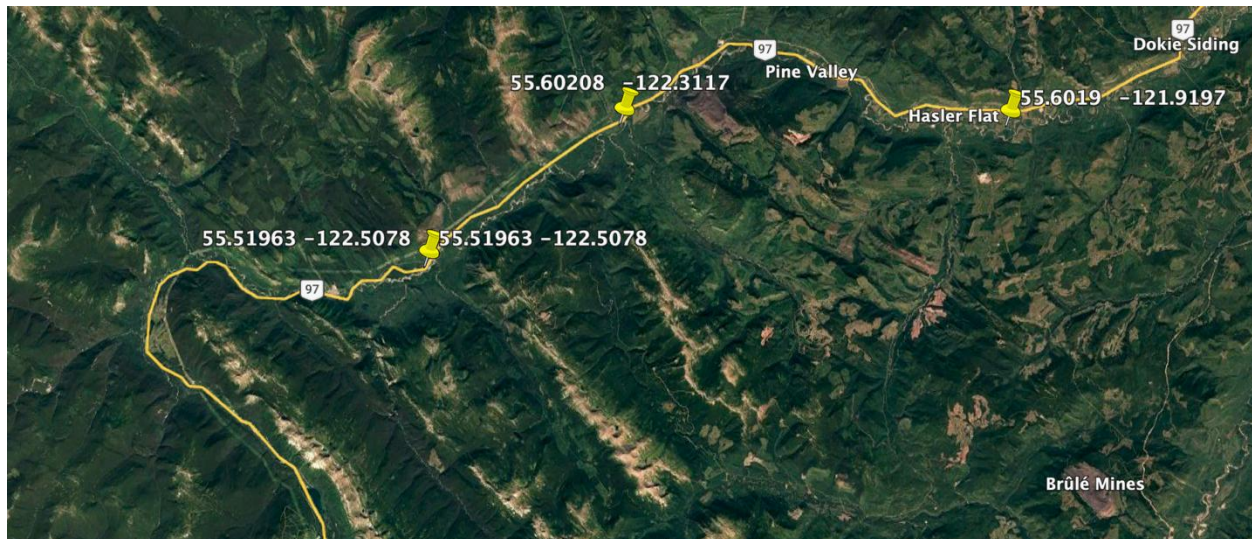 97
Dokie Siding
97
Pine Valley
55.60208 -122.3117
55.6019 -121.9197
Hasler Flat
55.51963 -122.5078
55.51963 -122.5078
97
Brûlé Mines